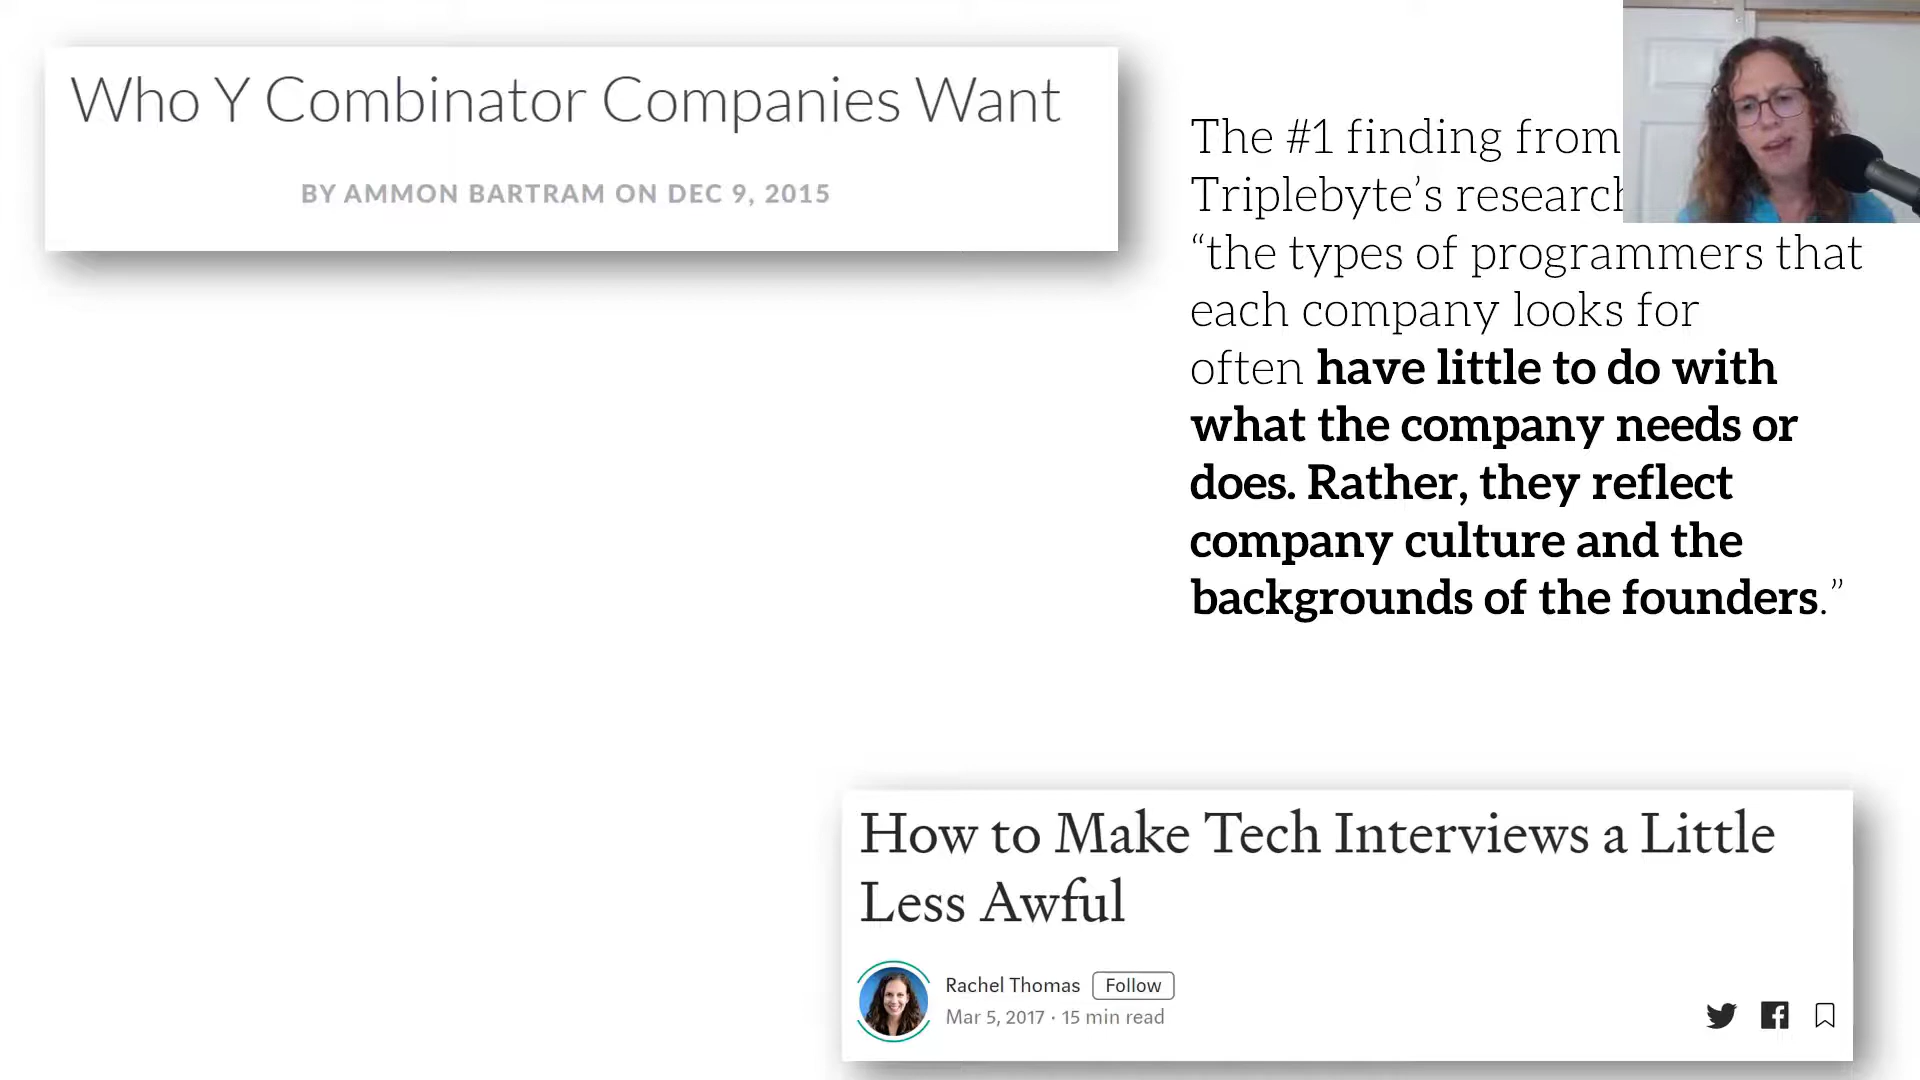 Who Y Combinator Companies Want
BY AMMON BARTRAM ON DEC 9, 2015
The #1 finding from
Triplebyte’s research
“the types of programmers that
each company looks for
often have little to do with
what the company needs or
does. Rather, they reflect
company culture and the
backgrounds of the founders.”
How to Make Tech Interviews a Little
Less Awful
Rachel Thomas Follow
Mar 5, 2017 · 15 min read